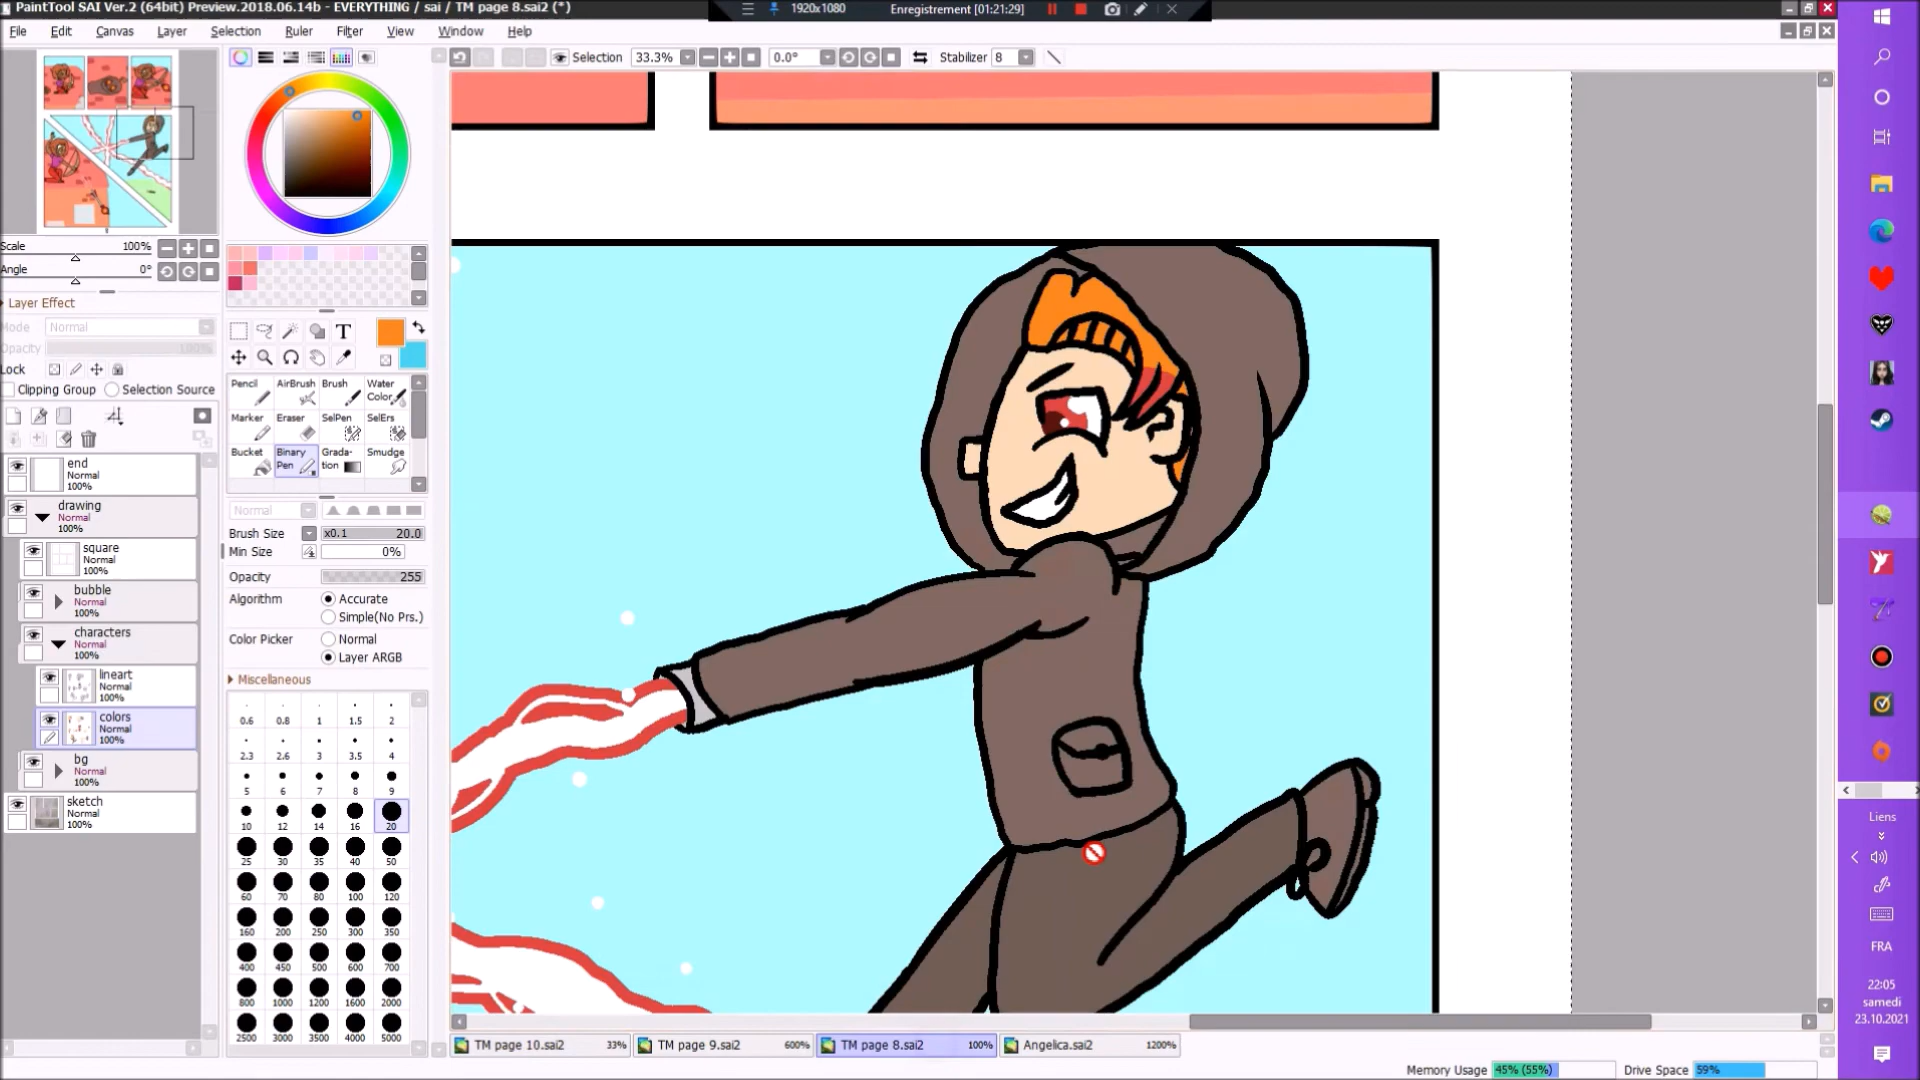 PaintTool SAI Ver.2 (64bit) Preview.2018.06.14b - EVERYTHING / sai / TM page 8.sai2 (*)
1920x1080
Enregistrement [01:21:29]
File Edit Canvas Layer Selection Ruler Filter View Window Help
Selection 33.3% 0.0° Stabilizer 8
Scale 100%
Angle 0°
Layer Effect
Mode Normal
Opacity 100%
Lock
Clipping Group Selection Source
end
Normal
100%
drawing
Normal
100%
square
Normal
100%
bubble
Normal
100%
characters
Normal
100%
lineart
Normal
100%
colors
Normal
100%
bg
Normal
100%
sketch
Normal
100%
T
Pencil AirBrush Brush Water Color
Marker Eraser SelPen SelErs
Bucket Binary Pen Grada-tion Smudge
Normal
Brush Size x0.1 20.0
Min Size 0%
Opacity 255
Algorithm Accurate
Simple(No Prs.)
Color Picker Normal
Layer ARGB
Miscellaneous
0.6 0.8 1 1.5 2
2.3 2.6 3 3.5 4
5 6 7 8 9
10 12 14 16 20
25 30 35 40 50
60 70 80 100 120
160 200 250 300 350
400 450 500 600 700
800 1000 1200 1600 2000
2500 3000 3500 4000 5000
TM page 10.sai2 33% TM page 9.sai2 600% TM page 8.sai2 100% Angelica.sai2 1200%
Memory Usage 45% (55%) Drive Space 59%
Liens
FRA
22:05
samedi
23.10.2021